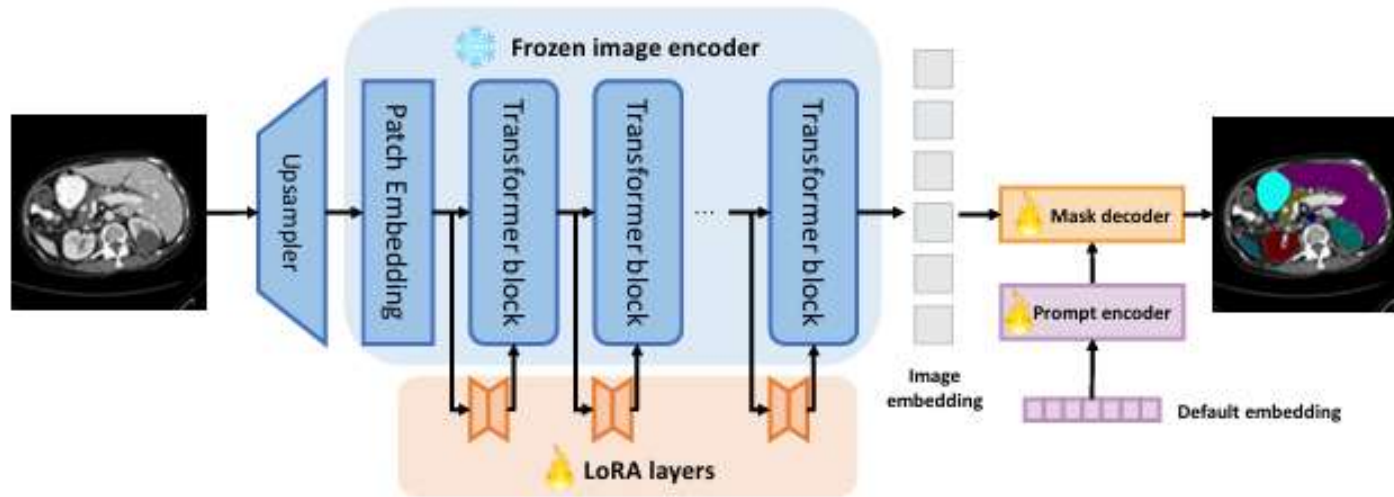 Frozen image encoder
Upsampler
Patch Embedding
Transformer block
Transformer block
...
Transformer block
Image
embedding
Mask decoder
Prompt encoder
Default embedding
LoRA layers